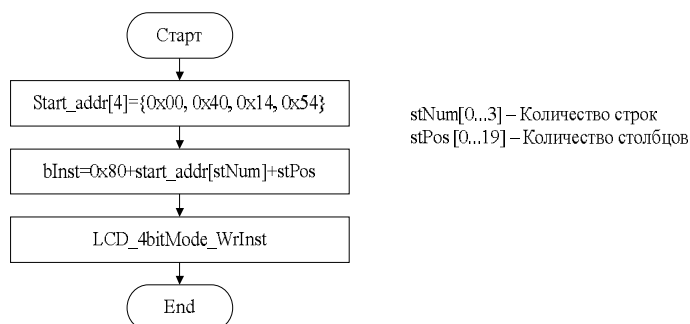 Старт
Start_addr[4]={0x00, 0x40, 0x14, 0x54}
bInst=0x80+start_addr[stNum]+stPos
LCD_4bitMode_WrInst
End
stNum[0...3] – Количество строк
stPos [0...19] – Количество столбцов